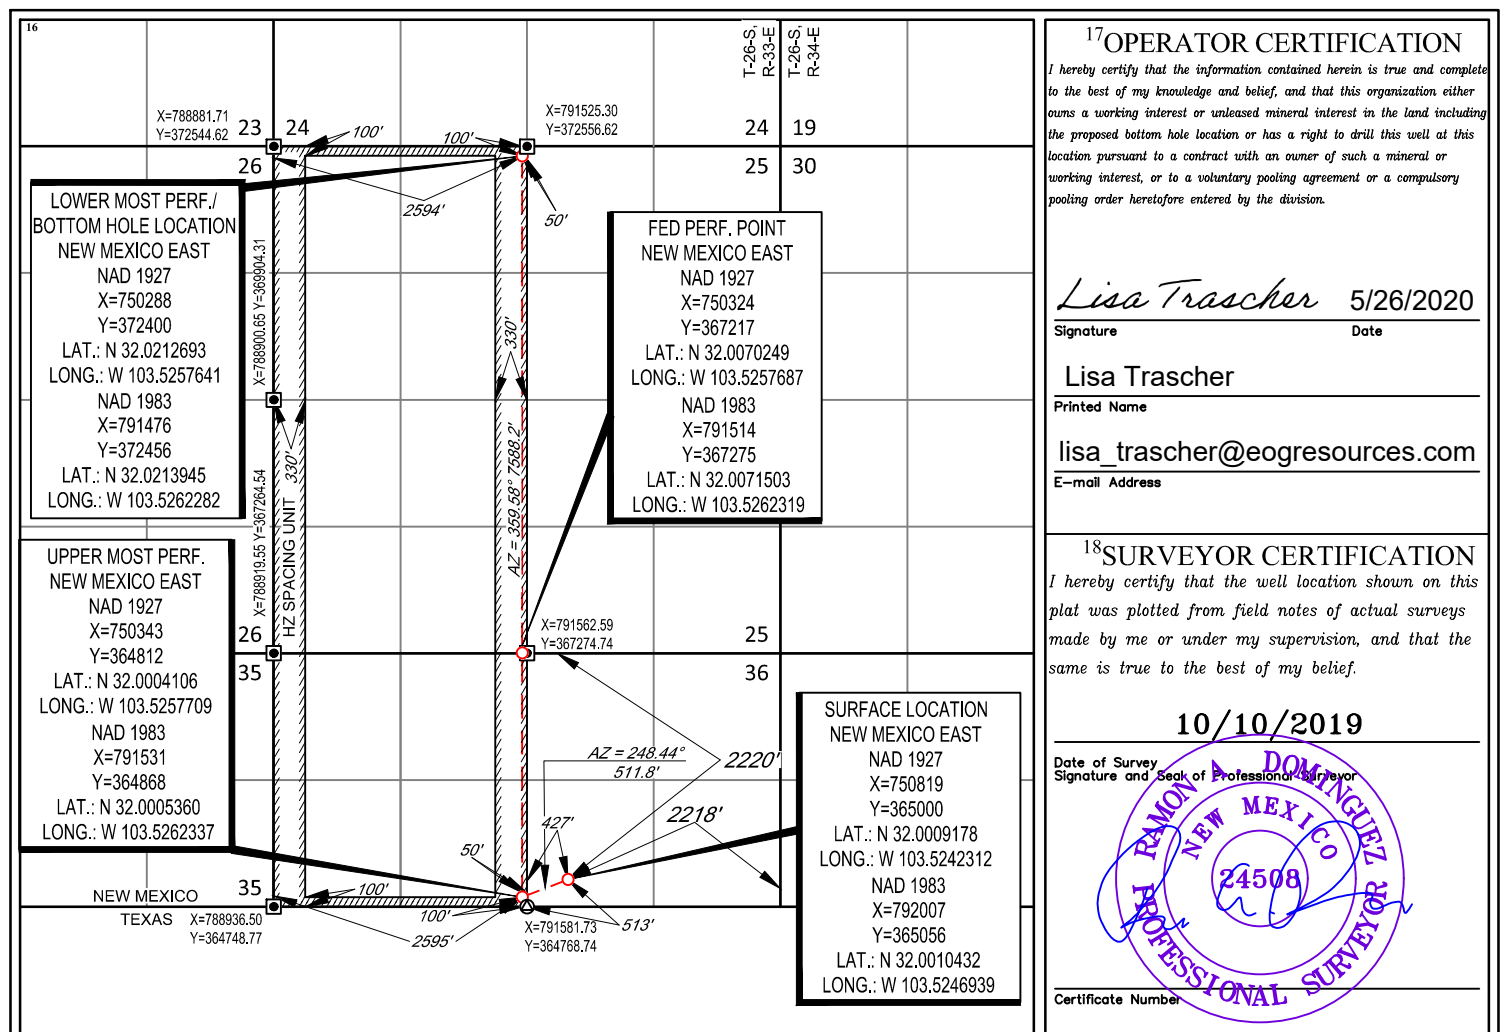 16
T-26-S,
R-33-E
T-26-S,
R-34-E
X=788881.71
Y=372544.62
23
24
100'
100'
X=791525.30
Y=372556.62
24
19
26
25
30
2594'
50'
LOWER MOST PERF./
BOTTOM HOLE LOCATION
NEW MEXICO EAST
NAD 1927
X=750288
Y=372400
LAT.: N 32.0212693
LONG.: W 103.5257641
NAD 1983
X=791476
Y=372456
LAT.: N 32.0213945
LONG.: W 103.5262282
X=788900.65 Y=369904.31
FED PERF. POINT
NEW MEXICO EAST
NAD 1927
X=750324
Y=367217
LAT.: N 32.0070249
LONG.: W 103.5257687
NAD 1983
X=791514
Y=367275
LAT.: N 32.0071503
LONG.: W 103.5262319
330'
330'
AZ = 359.58° 7588.2'
X=788919.55 Y=367264.54
HZ SPACING UNIT
UPPER MOST PERF.
NEW MEXICO EAST
NAD 1927
X=750343
Y=364812
LAT.: N 32.0004106
LONG.: W 103.5257709
NAD 1983
X=791531
Y=364868
LAT.: N 32.0005360
LONG.: W 103.5262337
26
35
X=791562.59
Y=367274.74
25
36
AZ = 248.44°
511.8'
2220'
2218'
427'
50'
SURFACE LOCATION
NEW MEXICO EAST
NAD 1927
X=750819
Y=365000
LAT.: N 32.0009178
LONG.: W 103.5242312
NAD 1983
X=792007
Y=365056
LAT.: N 32.0010432
LONG.: W 103.5246939
NEW MEXICO
35
TEXAS
X=788936.50
Y=364748.77
100'
100'
2595'
X=791581.73
Y=364768.74
513'
17 OPERATOR CERTIFICATION
I hereby certify that the information contained herein is true and complete
to the best of my knowledge and belief, and that this organization either
owns a working interest or unleased mineral interest in the land including
the proposed bottom hole location or has a right to drill this well at this
location pursuant to a contract with an owner of such a mineral or
working interest, or to a voluntary pooling agreement or a compulsory
pooling order heretofore entered by the division.
Lisa Trascher 5/26/2020
Signature Date
Lisa Trascher
Printed Name
lisa_trascher@eogresources.com
E-mail Address
18 SURVEYOR CERTIFICATION
I hereby certify that the well location shown on this
plat was plotted from field notes of actual surveys
made by me or under my supervision, and that the
same is true to the best of my belief.
10/10/2019
Date of Survey
Signature and Seal of Professional Surveyor
RAMON A. DOMINGUEZ
NEW MEXICO
24508
PROFESSIONAL SURVEYOR
Certificate Number